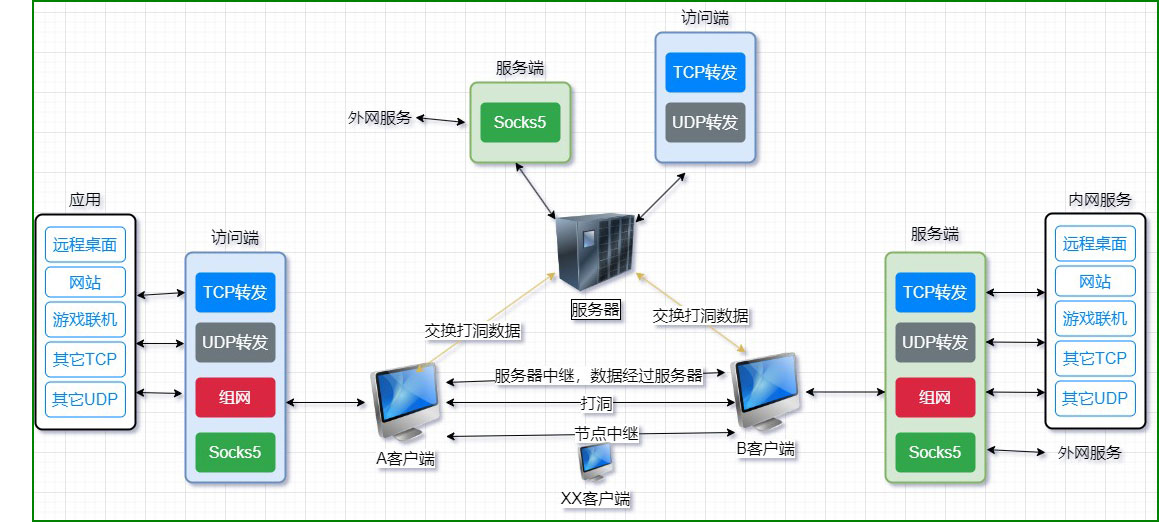 访问端
TCP转发
UDP转发
服务端
Socks5
外网服务
服务器
应用
远程桌面
网站
游戏联机
其它TCP
其它UDP
访问端
TCP转发
UDP转发
组网
Socks5
交换打洞数据
交换打洞数据
服务器中继，数据经过服务器
打洞
节点中继
A客户端
B客户端
XX客户端
服务端
TCP转发
UDP转发
组网
Socks5
内网服务
远程桌面
网站
游戏联机
其它TCP
其它UDP
外网服务